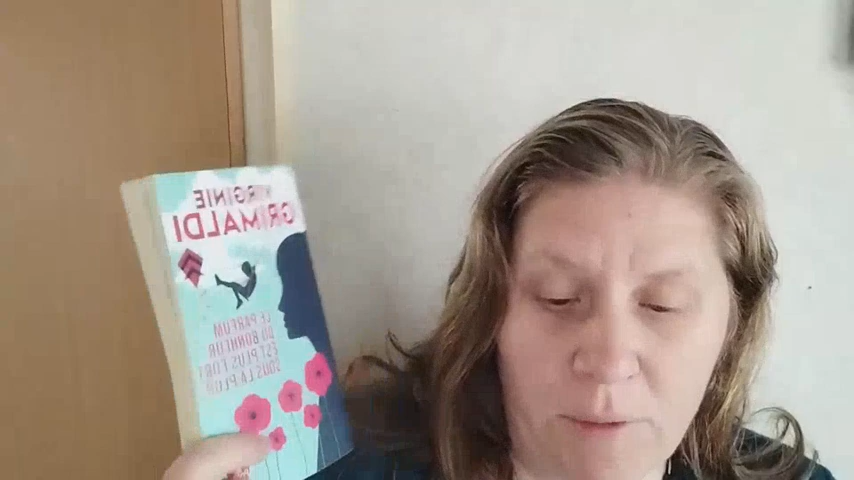 VIRGINIE
GRIMALDI
LE PARFUM
DU BONHEUR
EST PLUS FORT
SOUS LA PLUIE